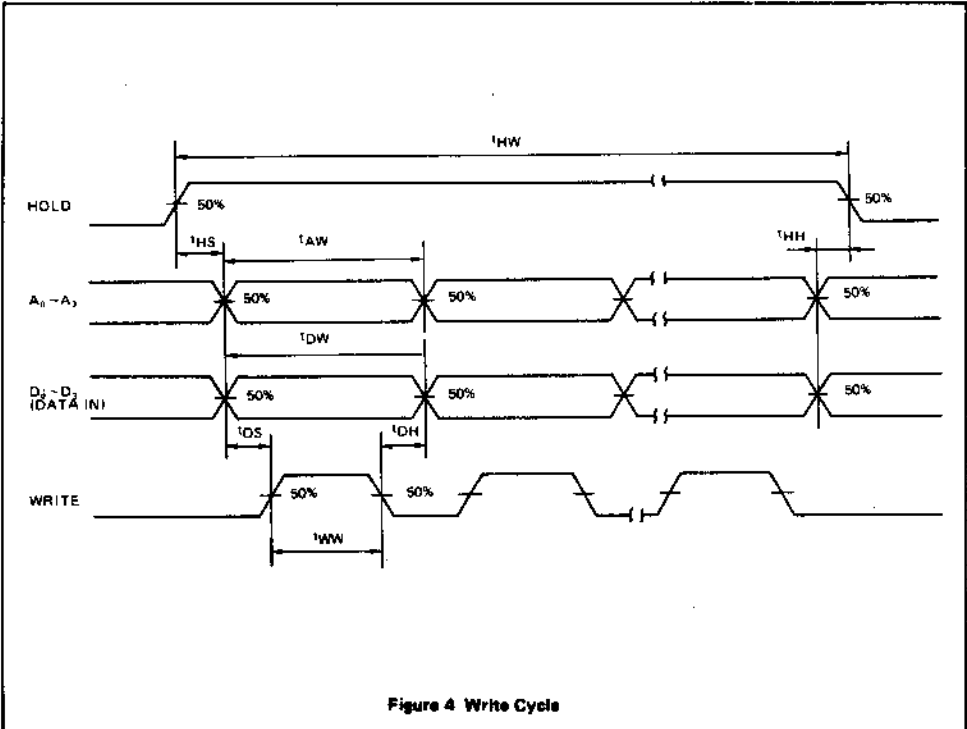 tHW
HOLD 50% 50%
tHS tAW tHH
A₀~A₃ 50% 50% 50%
tDW
D₀~D₃ 50% 50% 50%
(DATA IN)
tDS tDH
WRITE 50% 50%
tWW
Figure 4 Write Cycle